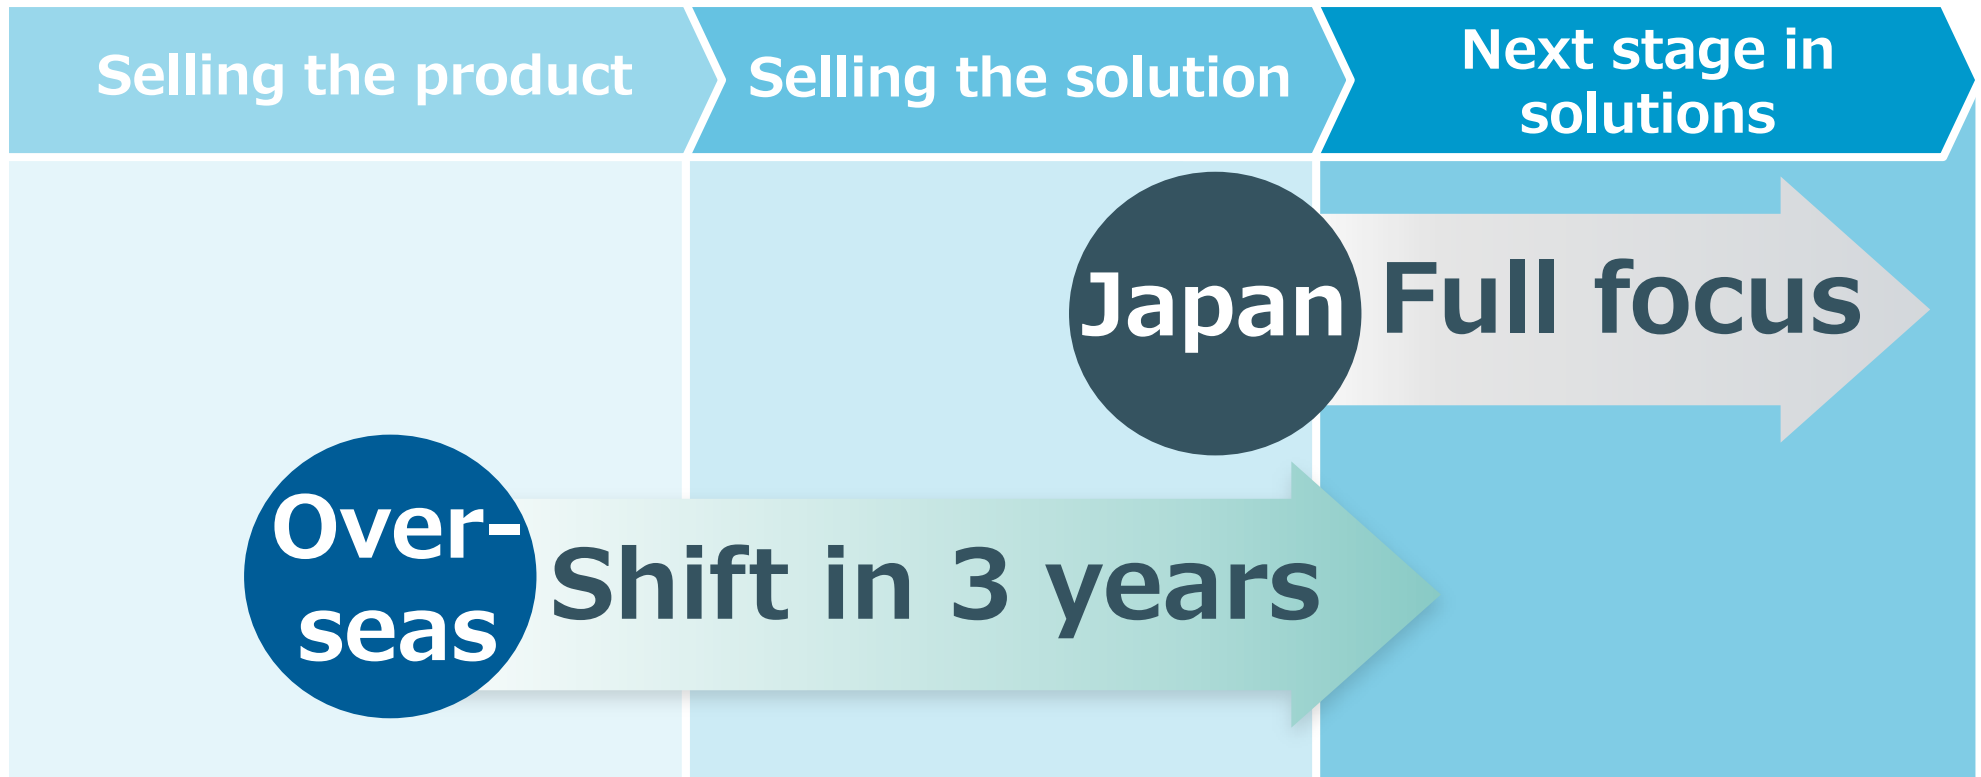 Selling the product
Selling the solution
Next stage in
solutions
Japan
Full focus
Over-
seas
Shift in 3 years